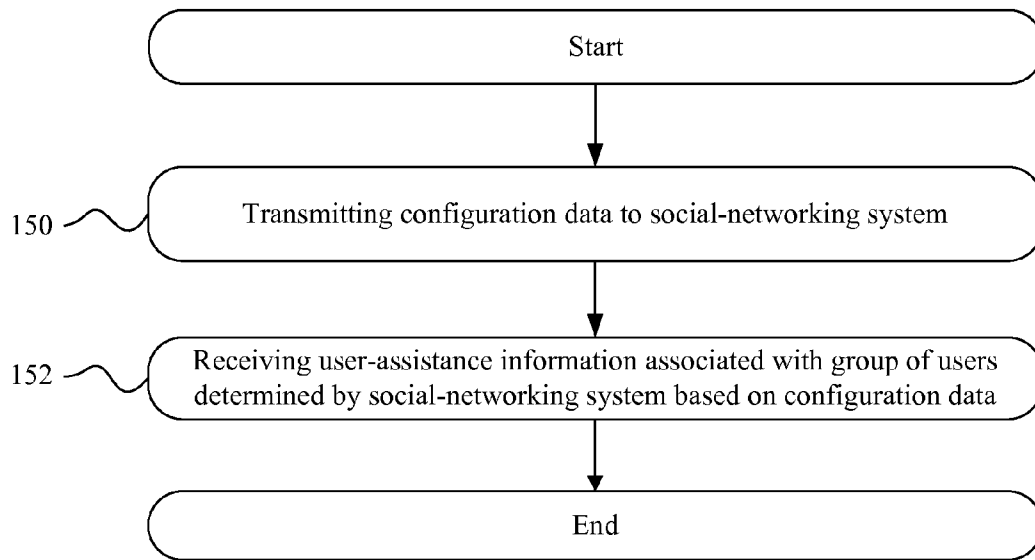 Start
150
Transmitting configuration data to social-networking system
152
Receiving user-assistance information associated with group of users
determined by social-networking system based on configuration data
End